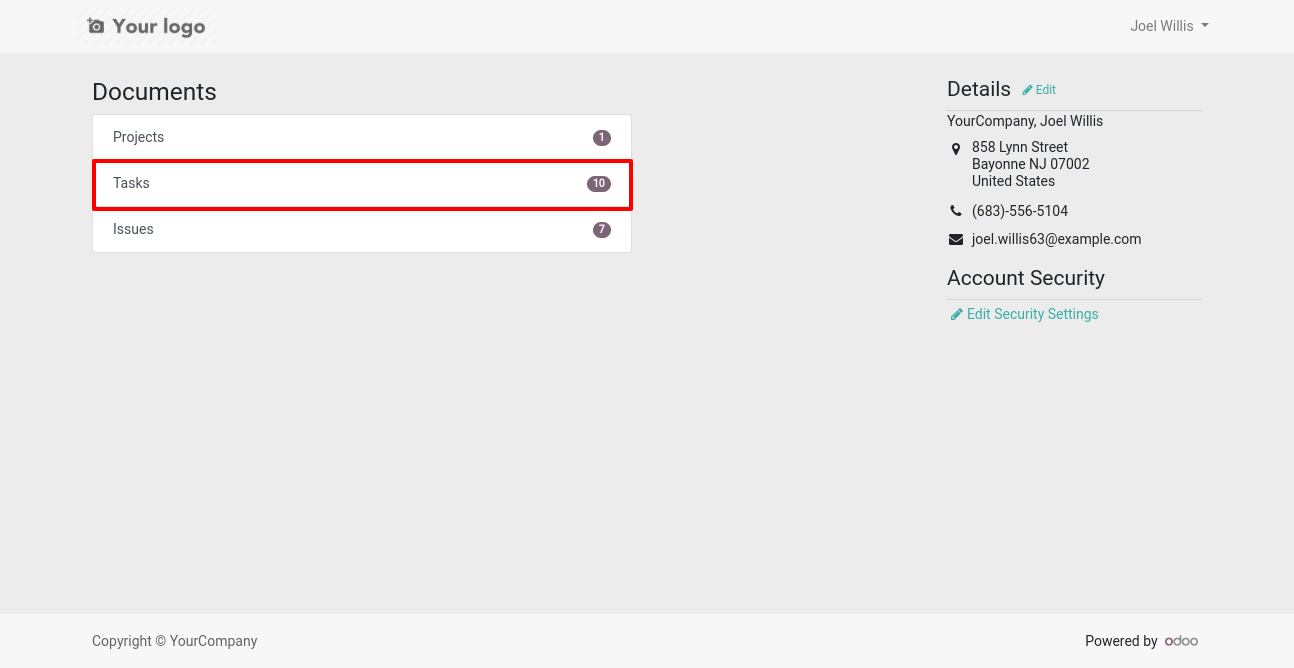 Your logo
Joel Willis
Documents
Projects 1
Tasks 10
Issues 7
Details Edit
YourCompany, Joel Willis
858 Lynn Street
Bayonne NJ 07002
United States
(683)-556-5104
joel.willis63@example.com
Account Security
Edit Security Settings
Copyright © YourCompany
Powered by odoo